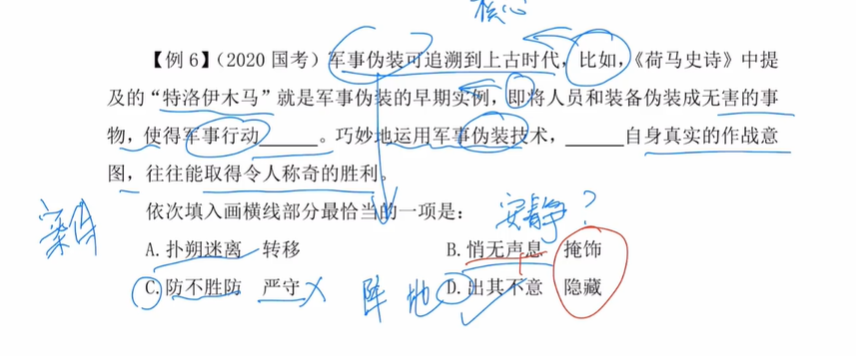 核心
【例 6】（2020 国考）军事伪装可追溯到上古时代，比如，《荷马史诗》中提
及的“特洛伊木马”就是军事伪装的早期实例，即将人员和装备伪装成无害的事
物，使得军事行动______。巧妙地运用军事伪装技术，______自身真实的作战意
图，往往能取得令人称奇的胜利。
依次填入画横线部分最恰当的一项是：
安静？
案件
A. 扑朔迷离 转移
B. 悄无声息 掩饰
C. 防不胜防 严守
阵地
D. 出其不意 隐藏